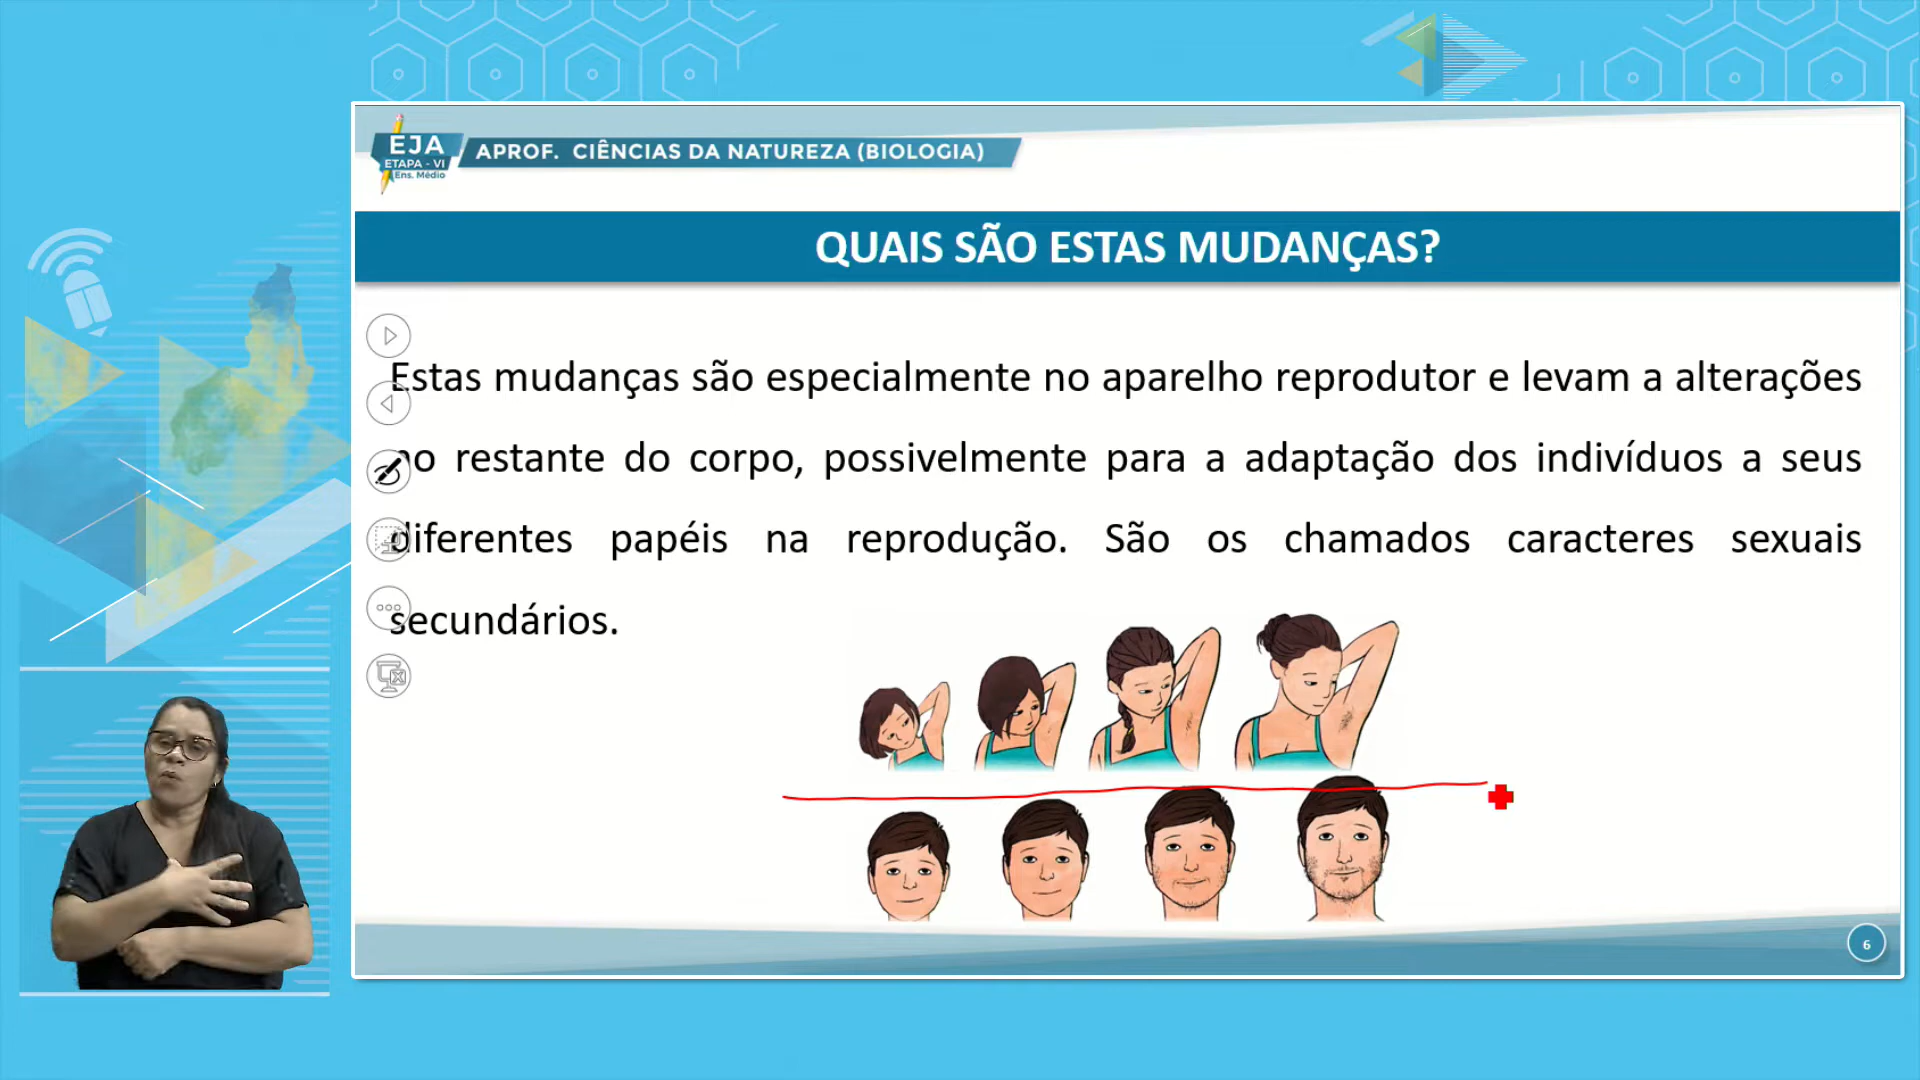 EJA
ETAPA - VI
Ens. Médio
APROF. CIÊNCIAS DA NATUREZA (BIOLOGIA)
QUAIS SÃO ESTAS MUDANÇAS?
Estas mudanças são especialmente no aparelho reprodutor e levam a alterações
no restante do corpo, possivelmente para a adaptação dos indivíduos a seus
diferentes papéis na reprodução. São os chamados caracteres sexuais
secundários.
6